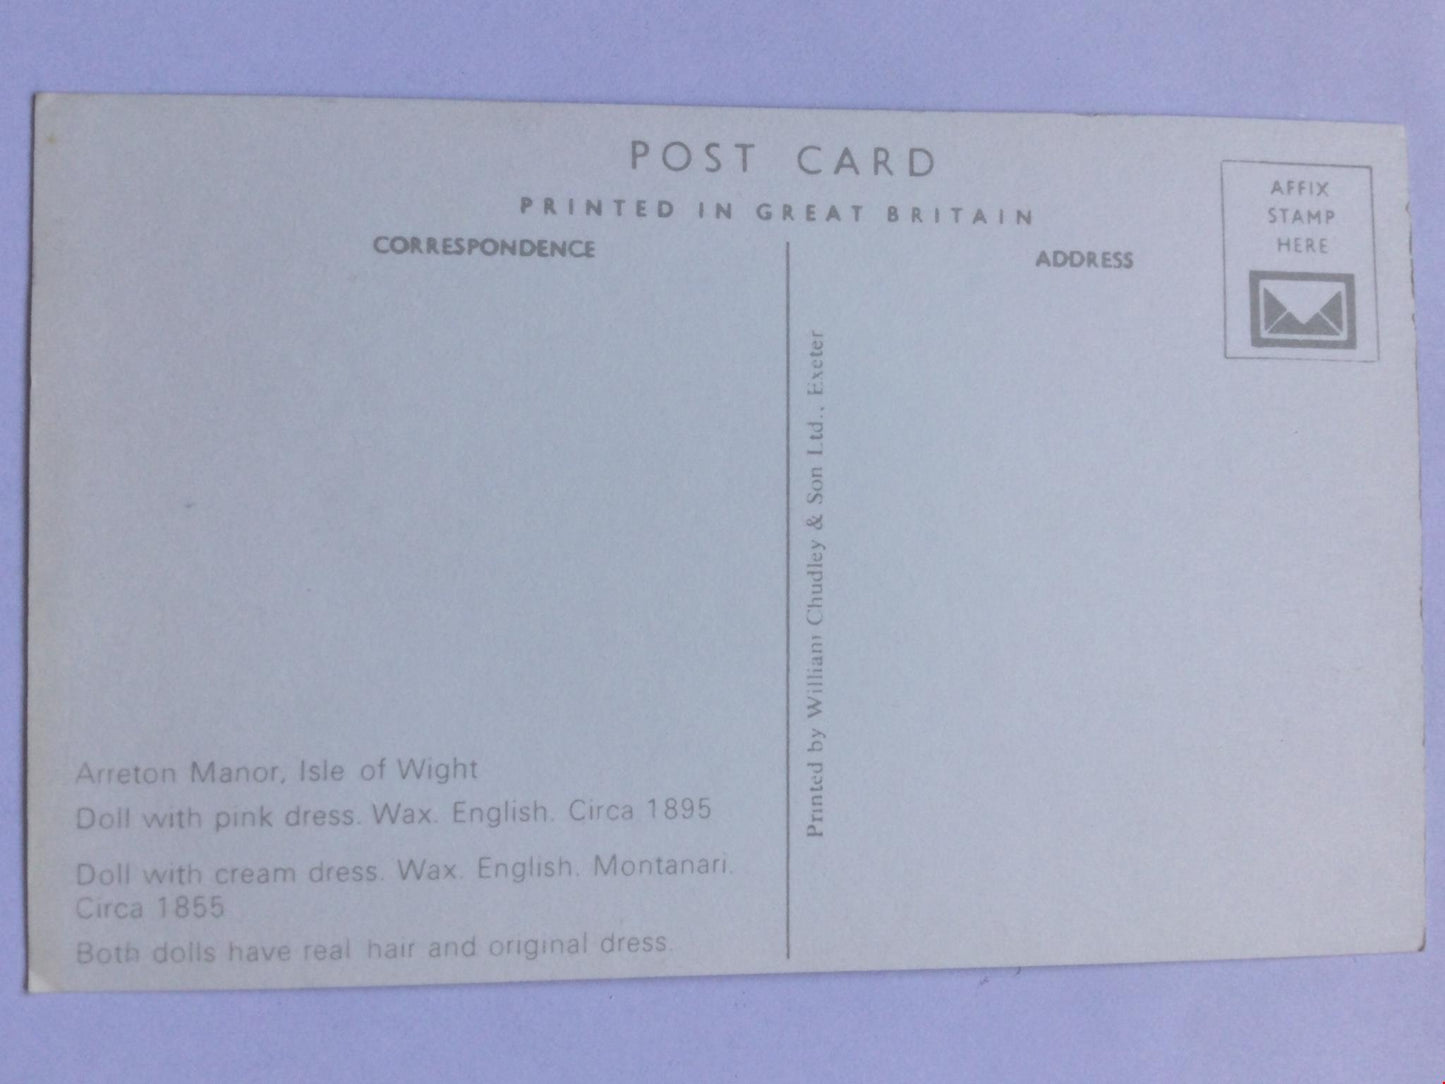 POST CARD
PRINTED IN GREAT BRITAIN
CORRESPONDENCE
ADDRESS
AFFIX
STAMP
HERE
Printed by William Chudley & Son Ltd., Exeter
Arreton Manor, Isle of Wight
Doll with pink dress. Wax. English. Circa 1895
Doll with cream dress. Wax. English. Montanari.
Circa 1855
Both dolls have real hair and original dress.